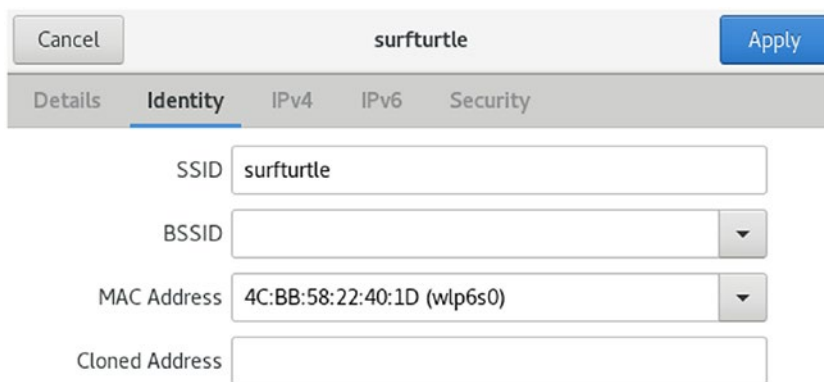 Cancel surfturtle Apply
Details Identity IPv4 IPv6 Security
SSID surfturtle
BSSID
MAC Address 4C:BB:58:22:40:1D (wlp6s0)
Cloned Address